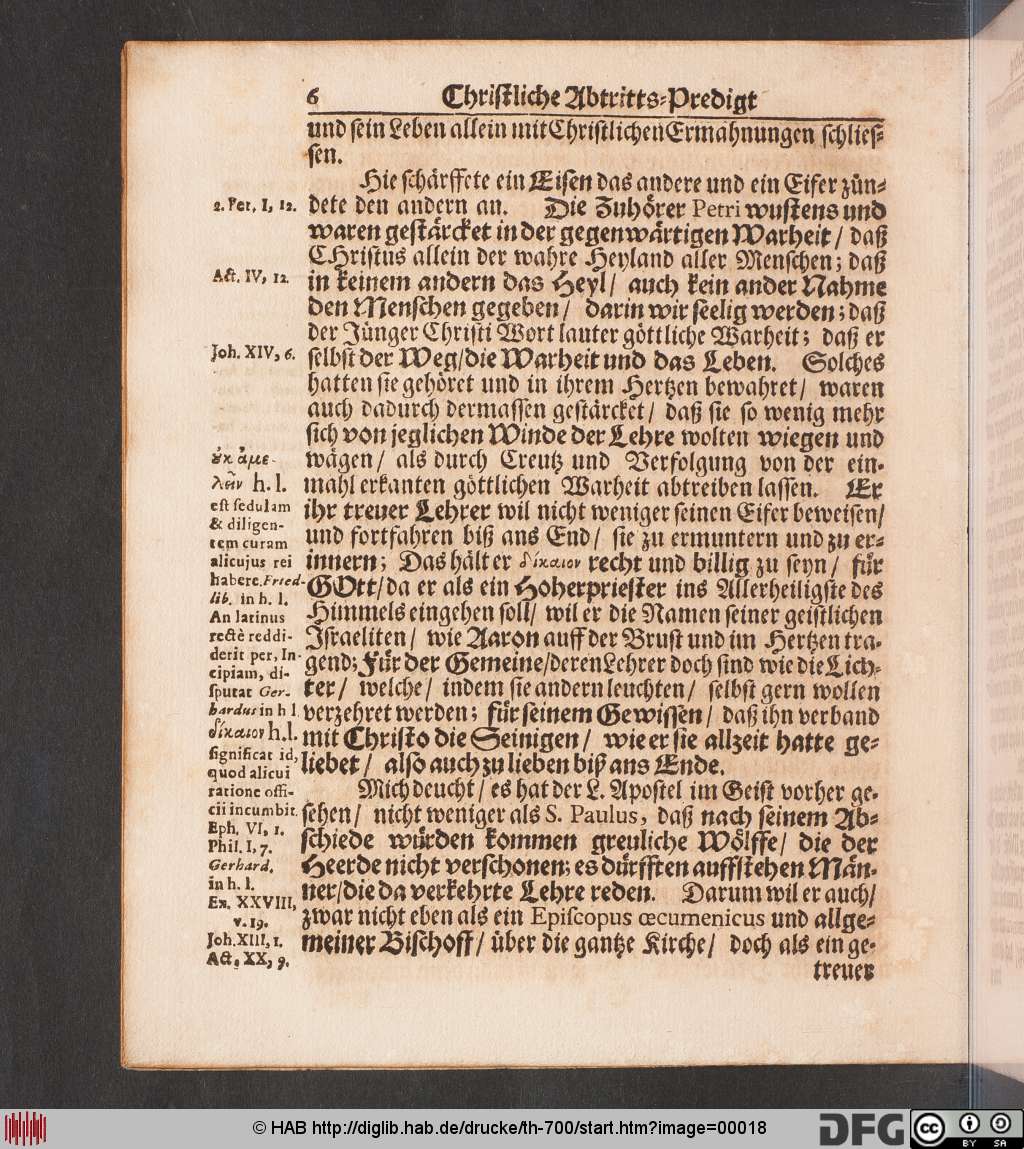 6 Chriſtliche Abtritts-Predigt
und ſein Leben allein mit Chriſtlichen Ermahnungen ſchlieſ-
ſen.
Hie ſchärffete ein Eiſen das andere und ein Eifer zün-
dete den andern an. Die Zuhörer Petri wuſtens und
waren geſtärcket in der gegenwärtigen Warheit/ daß
CHriſtus allein der wahre Heyland aller Menſchen; daß
in keinem andern das Heyl/ auch kein ander Nahme
den Menſchen gegeben/ darin wir ſeelig werden; daß
der Jünger Chriſti Wort lauter göttliche Warheit; daß er
ſelbſt der Weg/die Warheit und das Leben. Solches
hatten ſie gehöret und in ihrem Hertzen bewahret/ waren
auch dadurch dermaſſen geſtärcket/ daß ſie ſo wenig mehr
ſich von jeglichen Winde der Lehre wolten wiegen und
wägen/ als durch Creutz und Verfolgung von der ein-
mahl erkanten göttlichen Warheit abtreiben laſſen. Er
ihr treuer Lehrer wil nicht weniger ſeinen Eifer beweiſen/
und fortfahren biß ans End/ ſie zu ermuntern und zu er-
innern; Das hält er δίκαιον recht und billig zu ſeyn/ für
GOtt/da er als ein Hoherprieſter ins Allerheiligſte des
Himmels eingehen ſoll/ wil er die Namen ſeiner geiſtlichen
Iſraeliten/ wie Aaron auff der Bruſt und im Hertzen tra-
gend; Für der Gemeine/deren Lehrer doch ſind wie die Lich-
ter/ welche/ indem ſie andern leuchten/ ſelbſt gern wollen
verzehret werden; für ſeinem Gewiſſen/ daß ihn verband
mit Chriſto die Seinigen/ wie er ſie allzeit hatte ge-
liebet/ alſo auch zu lieben biß ans Ende.
Mich deucht/ es hat der L. Apoſtel im Geiſt vorher ge-
ſehen/ nicht weniger als S. Paulus, daß nach ſeinem Ab-
ſchiede würden kommen greuliche Wölffe/ die der
Heerde nicht verſchonen; es dürfften auffſtehen Män-
ner/die da verkehrte Lehre reden. Darum wil er auch/
zwar nicht eben als ein Epiſcopus œcumenicus und allge-
meiner Biſchoff/ über die gantze Kirche/ doch als ein ge-
treuer
2. Pet. I, 12.
Act. IV, 12.
Joh. XIV, 6.
ȣ̓κ ἀμε-
λεῖν h. l.
eſt ſedulam
& diligen-
tem curam
alicujus rei
habere. Fried-
lib. in h. l.
An latinus
rectè reddi-
derit per, In-
cipiam, di-
ſputat Ger-
hardus in h l.
δίκαιον h.l.
ſignificat id,
quod alicui
ratione offi-
cii incumbit.
Eph. VI, 1.
Phil. I, 7.
Gerhard.
in h. l.
Ex. XXVIII,
v. 19.
Joh. XIII, 1.
Act. XX, 9.
© HAB http://diglib.hab.de/drucke/th-700/start.htm?image=00018
DFG
cc BY SA